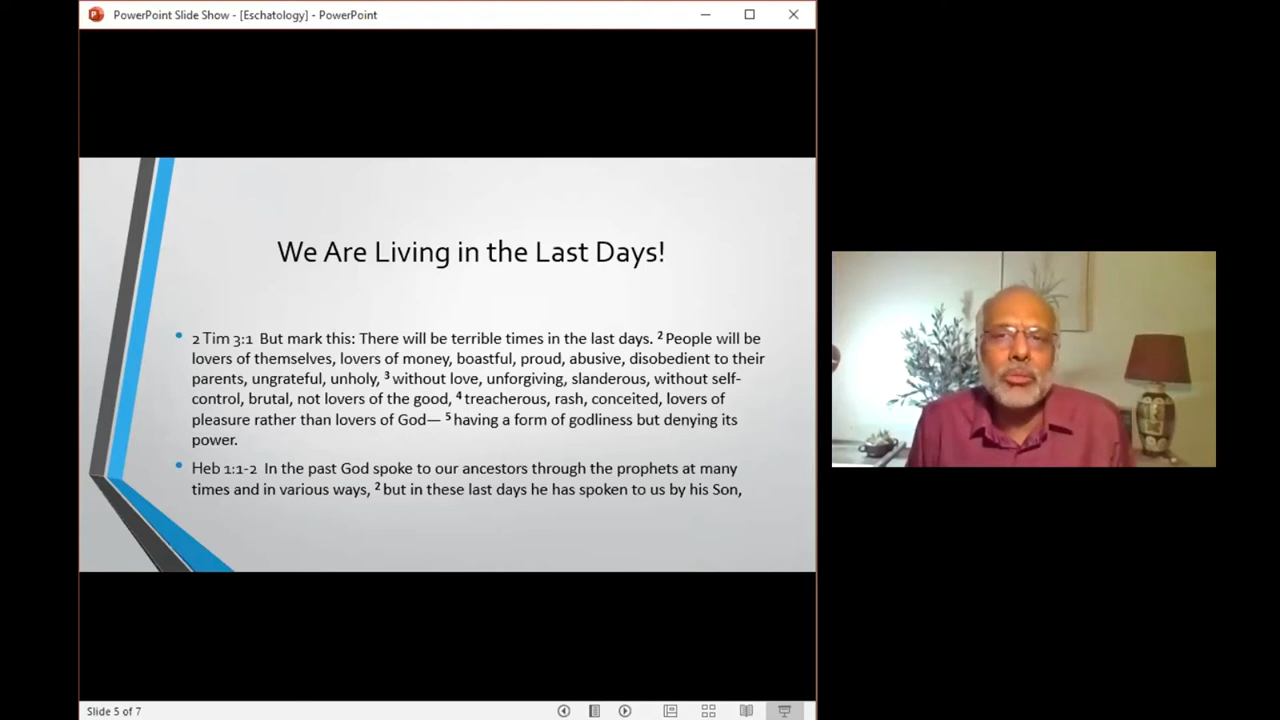 PowerPoint Slide Show - [Eschatology] - PowerPoint
We Are Living in the Last Days!
• 2 Tim 3:1 But mark this: There will be terrible times in the last days. ² People will be
lovers of themselves, lovers of money, boastful, proud, abusive, disobedient to their
parents, ungrateful, unholy, ³ without love, unforgiving, slanderous, without self-
control, brutal, not lovers of the good, ⁴ treacherous, rash, conceited, lovers of
pleasure rather than lovers of God— ⁵ having a form of godliness but denying its
power.
• Heb 1:1-2 In the past God spoke to our ancestors through the prophets at many
times and in various ways, ² but in these last days he has spoken to us by his Son,
Slide 5 of 7